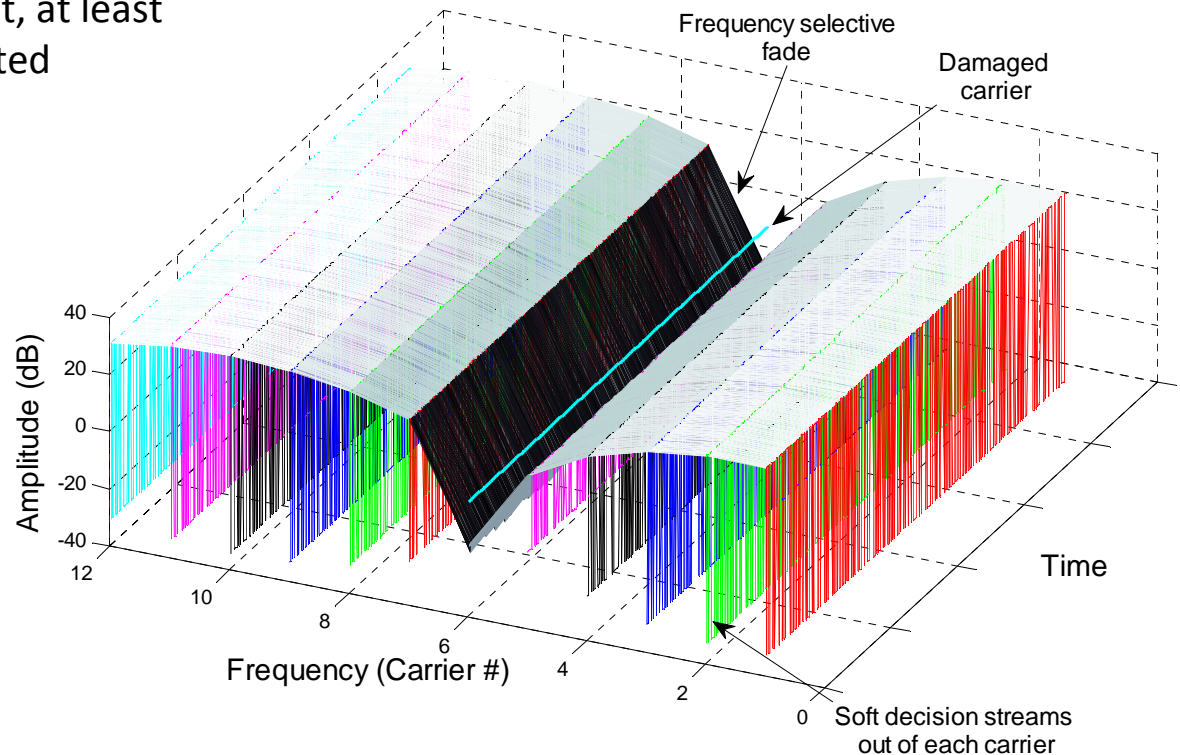 t, at least
ted
Frequency selective
fade
Damaged
carrier
40
20
0
-20
-40
Amplitude (dB)
12
10
8
6
4
2
0
Frequency (Carrier #)
Time
Soft decision streams
out of each carrier